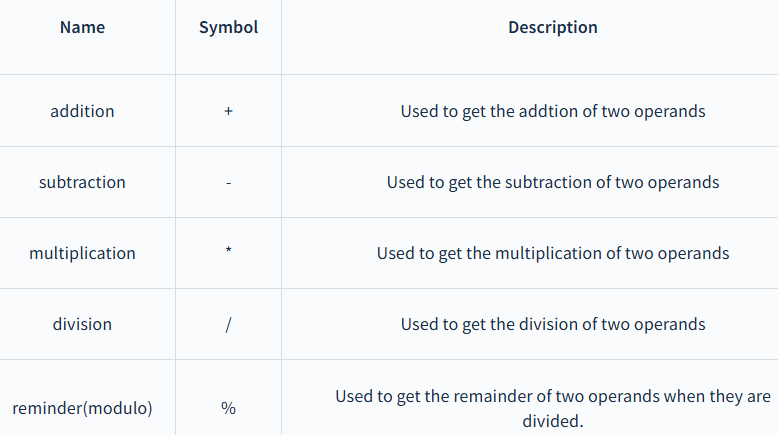 Name Symbol Description
addition + Used to get the addtion of two operands
subtraction - Used to get the subtraction of two operands
multiplication * Used to get the multiplication of two operands
division / Used to get the division of two operands
reminder(modulo) % Used to get the remainder of two operands when they are
divided.